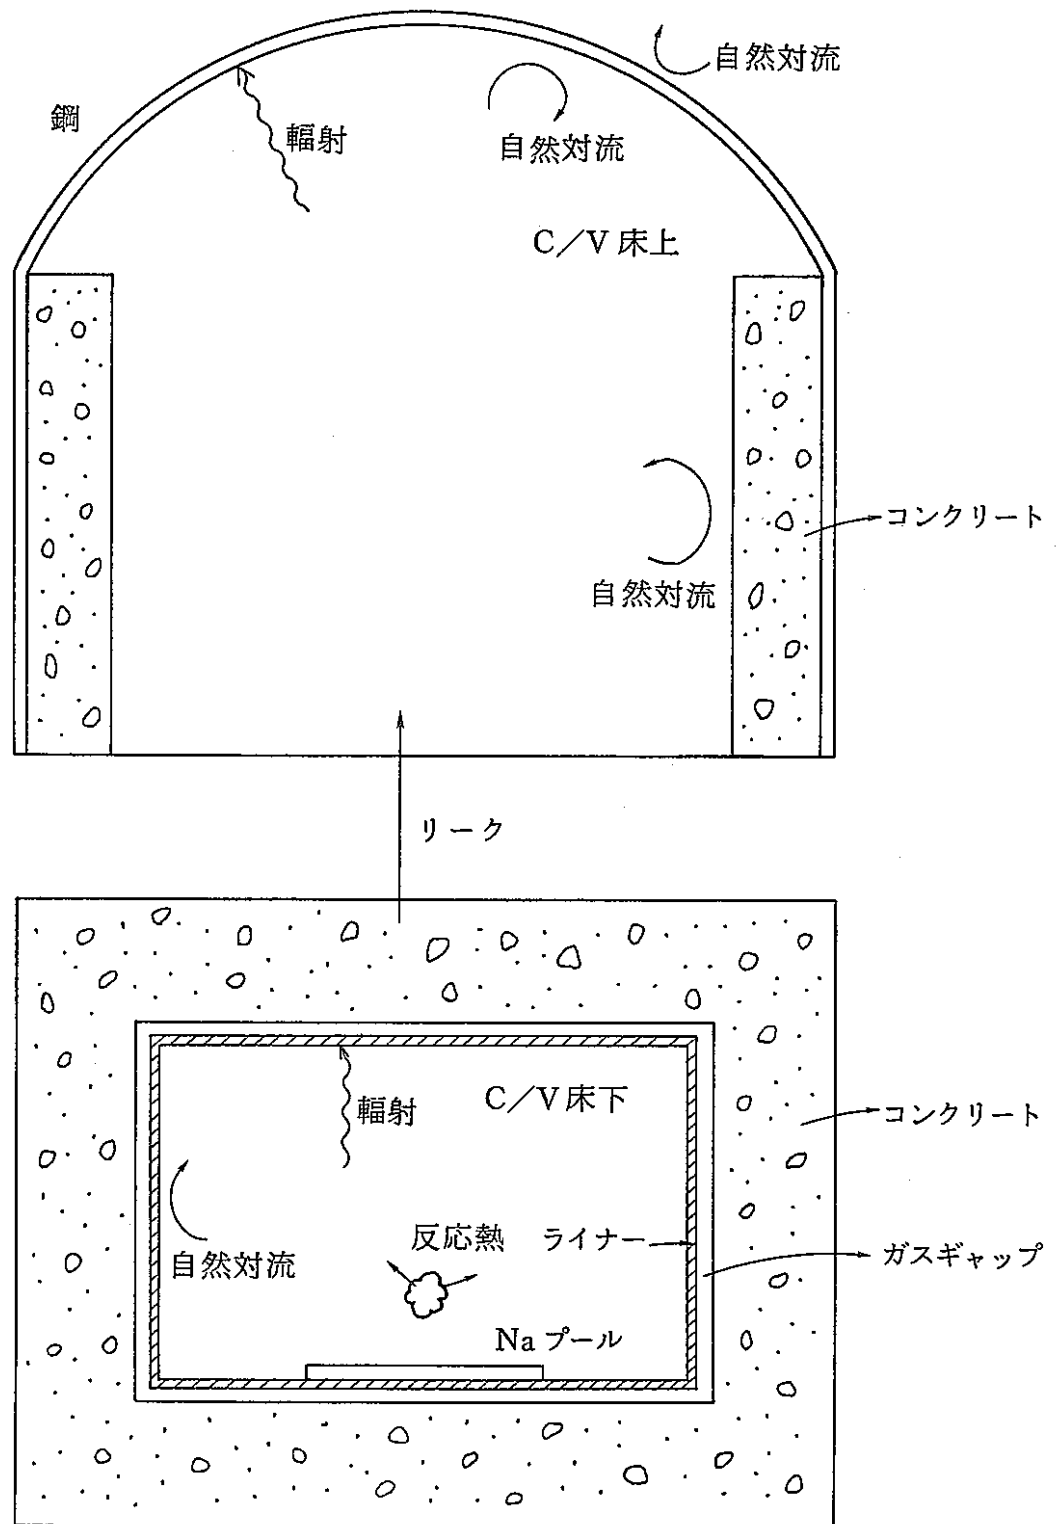 自然対流
鋼
輻射
自然対流
C/V 床上
コンクリート
自然対流
リーク
C/V 床下
輻射
コンクリート
反応熱
ライナー
ガスギャップ
自然対流
Na プール